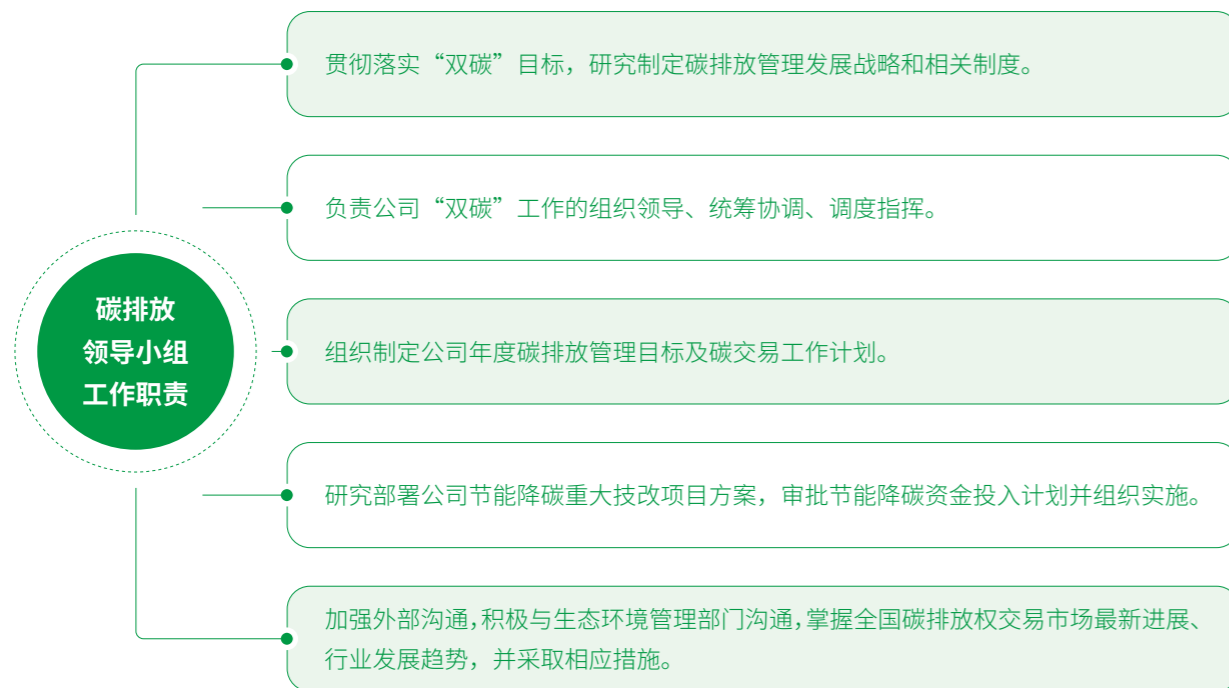 贯彻落实“双碳”目标，研究制定碳排放管理发展战略和相关制度。
负责公司“双碳”工作的组织领导、统筹协调、调度指挥。
碳排放
领导小组
工作职责
组织制定公司年度碳排放管理目标及碳交易工作计划。
研究部署公司节能降碳重大技改项目方案，审批节能降碳资金投入计划并组织实施。
加强外部沟通，积极与生态环境管理部门沟通，掌握全国碳排放权交易市场最新进展、
行业发展趋势，并采取相应措施。